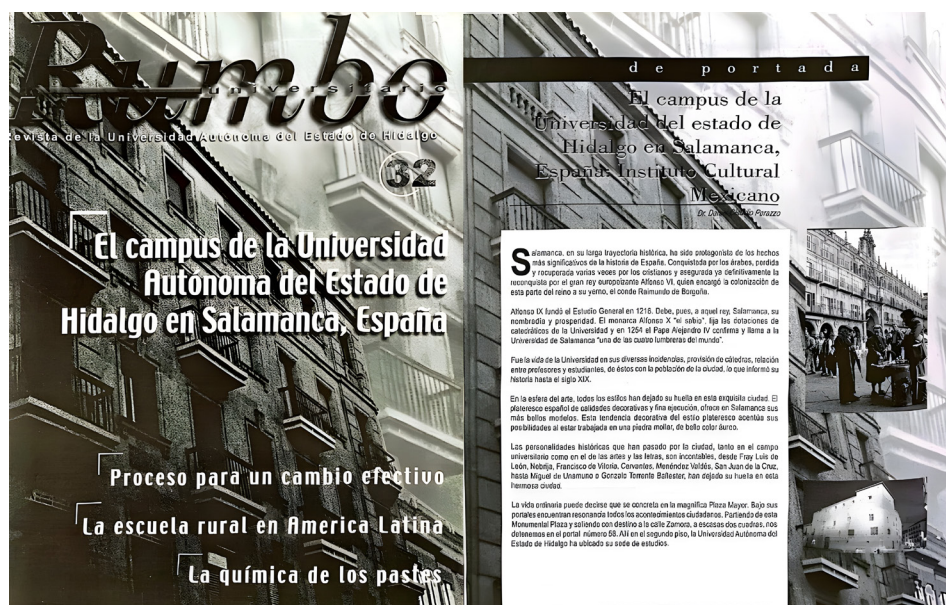 Rumbo
universitario
Revista de la Universidad Autónoma del Estado de Hidalgo
32
El campus de la Universidad
Autónoma del Estado de
Hidalgo en Salamanca, España
Proceso para un cambio efectivo
La escuela rural en America Latina
La química de los pastes
de portada
El campus de la
Universidad del estado de
Hidalgo en Salamanca,
España: Instituto Cultural
Mexicano
Dr. Porazzo
Salamanca, en su larga trayectoria histórica, ha sido protagonista de los hechos
más significativos de la historia de España. Conquistada por los árabes, perdida
y recuperada varias veces por los cristianos y asegurada ya definitivamente la
reconquista por el gran rey europeizante Alfonso VI, quien encargó la colonización de
esta parte del reino a su yerno, el conde Raimundo de Borgoña.
Alfonso IX fundó el Estudio General en 1218. Debe, pues, a aquel rey, Salamanca, su
nombradía y prosperidad. El monarca Alfonso X "el sabio", fija las dotaciones de
catedráticos de la Universidad y en 1254 el Pape Alejandro IV confirma y llama a la
Universidad de Salamanca "una de las cuatro lumbreras del mundo".
Fue la vida de la Universidad en sus diversas incidencias, provisión de cátedras, relación
entre profesores y estudiantes, de éstos con la población de la ciudad, lo que informó su
historia hasta el siglo XIX.
En la esfera del arte, todos los estilos han dejado su huella en esta exquisita ciudad. El
plateresco español de calidades decorativas y fina ejecución, ofrece en Salamanca sus
más bellos modelos. Esta tendencia decorativa del estilo plateresco acentúa sus
posibilidades al estar trabajada en una piedra mollar, de bello color áureo.
Las personalidades históricas que han pasado por la ciudad, tanto en el campo
universitario como en el de las artes y las letras, son incontables, desde Fray Luis de
León, Nebrija, Francisco de Vitoria, Cervantes, Menéndez Valdés, San Juan de la Cruz,
hasta Miguel de Unamuno o Gonzalo Torrente Ballester, han dejado su huella en esta
hermosa ciudad.
La vida ordinaria puede decirse que se concreta en la magnífica Plaza Mayor. Bajo sus
portales encuentran resonando todos los acontecimientos ciudadanos. Partiendo de esta
Monumental Plaza y saliendo con destino a la calle Zamora, a escasas dos cuadras, nos
detenemos en el portal número 58. Allí en el segundo piso, la Universidad Autónoma del
Estado de Hidalgo ha ubicado su sede de estudios.